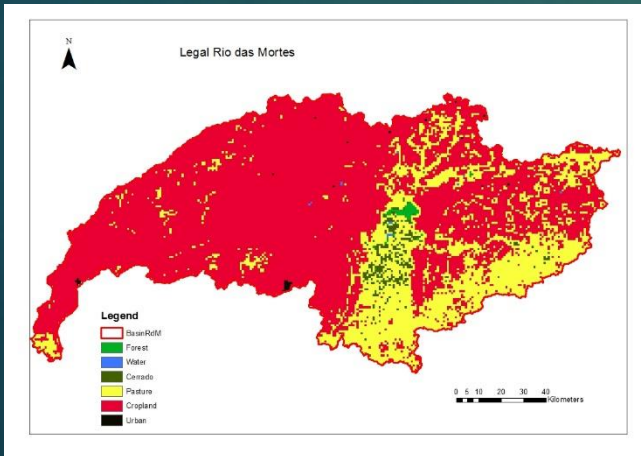 N
Legal Rio das Mortes
Legend
BasinRdM
Forest
Water
Cerrado
Pasture
Cropland
Urban
0 5 10 20 30 40
Kilometers